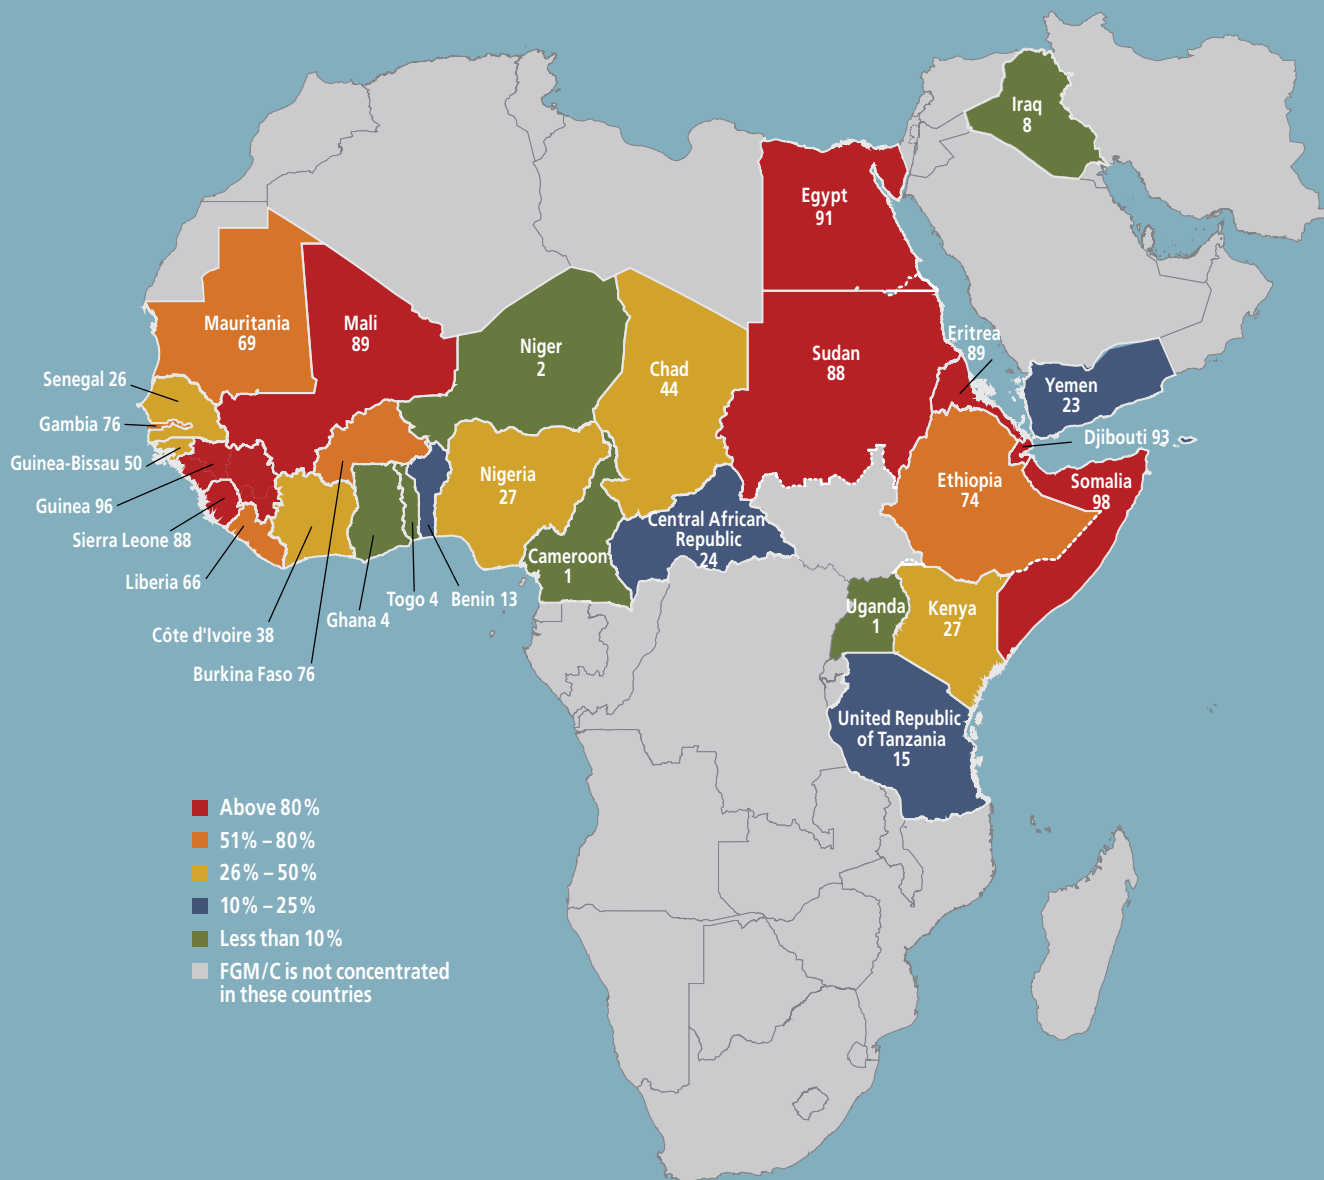 Iraq
8
Egypt
91
Mauritania
69
Mali
89
Niger
2
Chad
44
Sudan
88
Eritrea
89
Yemen
23
Senegal 26
Gambia 76
Guinea-Bissau 50
Guinea 96
Sierra Leone 88
Liberia 66
Côte d'Ivoire 38
Burkina Faso 76
Ghana 4
Togo 4
Benin 13
Nigeria
27
Cameroon
1
Central African
Republic
24
Ethiopia
74
Djibouti 93
Somalia
98
Uganda
1
Kenya
27
United Republic
of Tanzania
15
Above 80%
51% – 80%
26% – 50%
10% – 25%
Less than 10%
FGM/C is not concentrated
in these countries